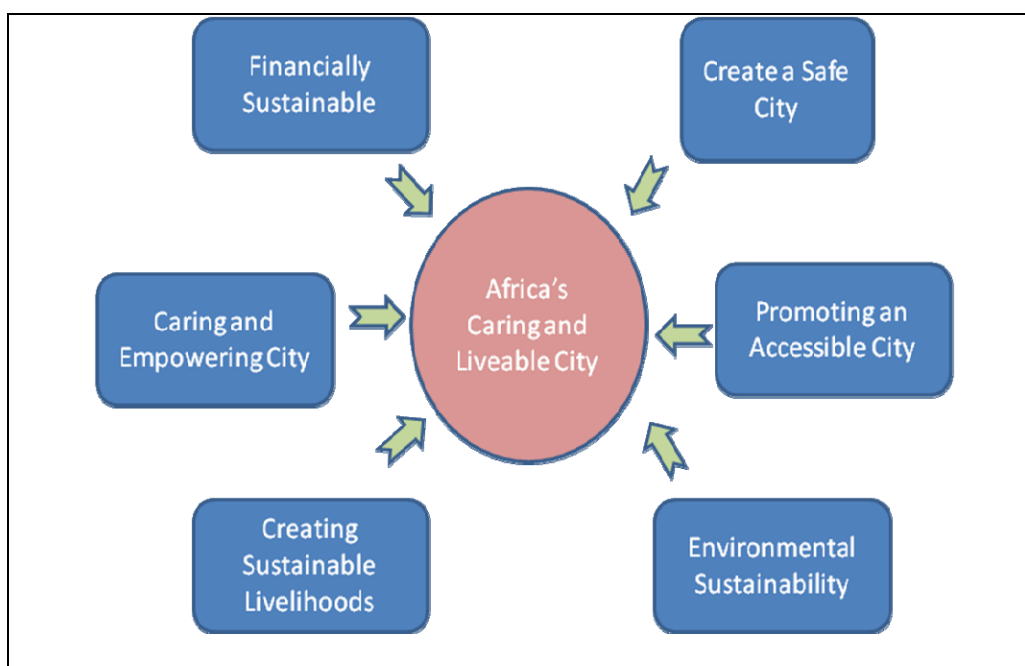 Financially
Sustainable
Create a Safe
City
Caring and
Empowering City
Africa's
Caring and
Liveable City
Promoting an
Accessible City
Creating
Sustainable
Livelihoods
Environmental
Sustainability